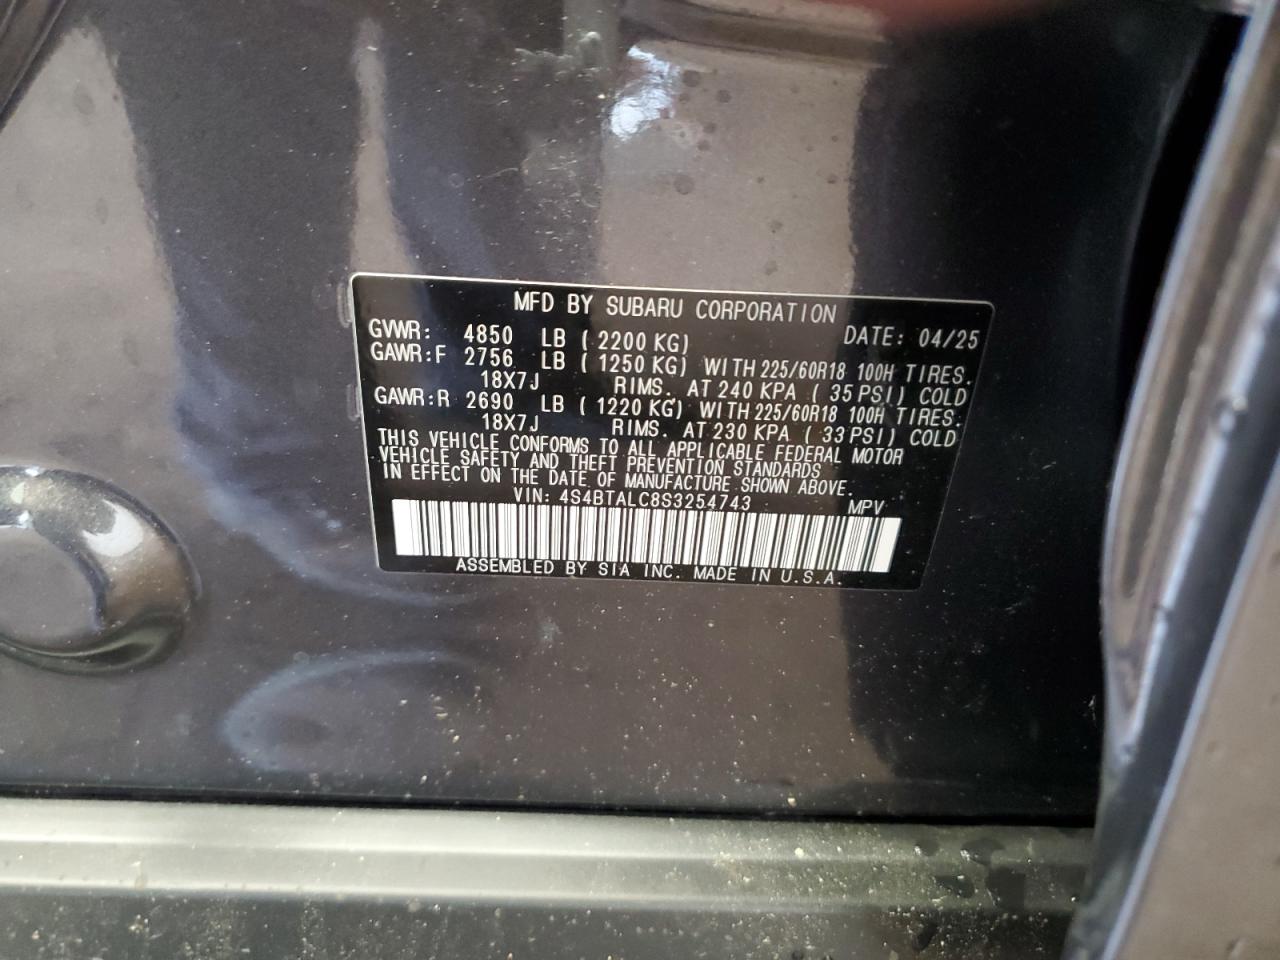 MFD BY SUBARU CORPORATION
GVWR: 4850 LB ( 2200 KG) DATE: 04/25
GAWR:F 2756 LB ( 1250 KG) WITH 225/60R18 100H TIRES.
18X7J RIMS. AT 240 KPA ( 35 PSI) COLD
GAWR:R 2690 LB ( 1220 KG) WITH 225/60R18 100H TIRES.
18X7J RIMS. AT 230 KPA ( 33 PSI) COLD
THIS VEHICLE CONFORMS TO ALL APPLICABLE FEDERAL MOTOR
VEHICLE SAFETY AND THEFT PREVENTION STANDARDS
IN EFFECT ON THE DATE OF MANUFACTURE SHOWN ABOVE.
VIN: 4S4BTALC8S3254743 MPV
ASSEMBLED BY SIA INC. MADE IN U.S.A.